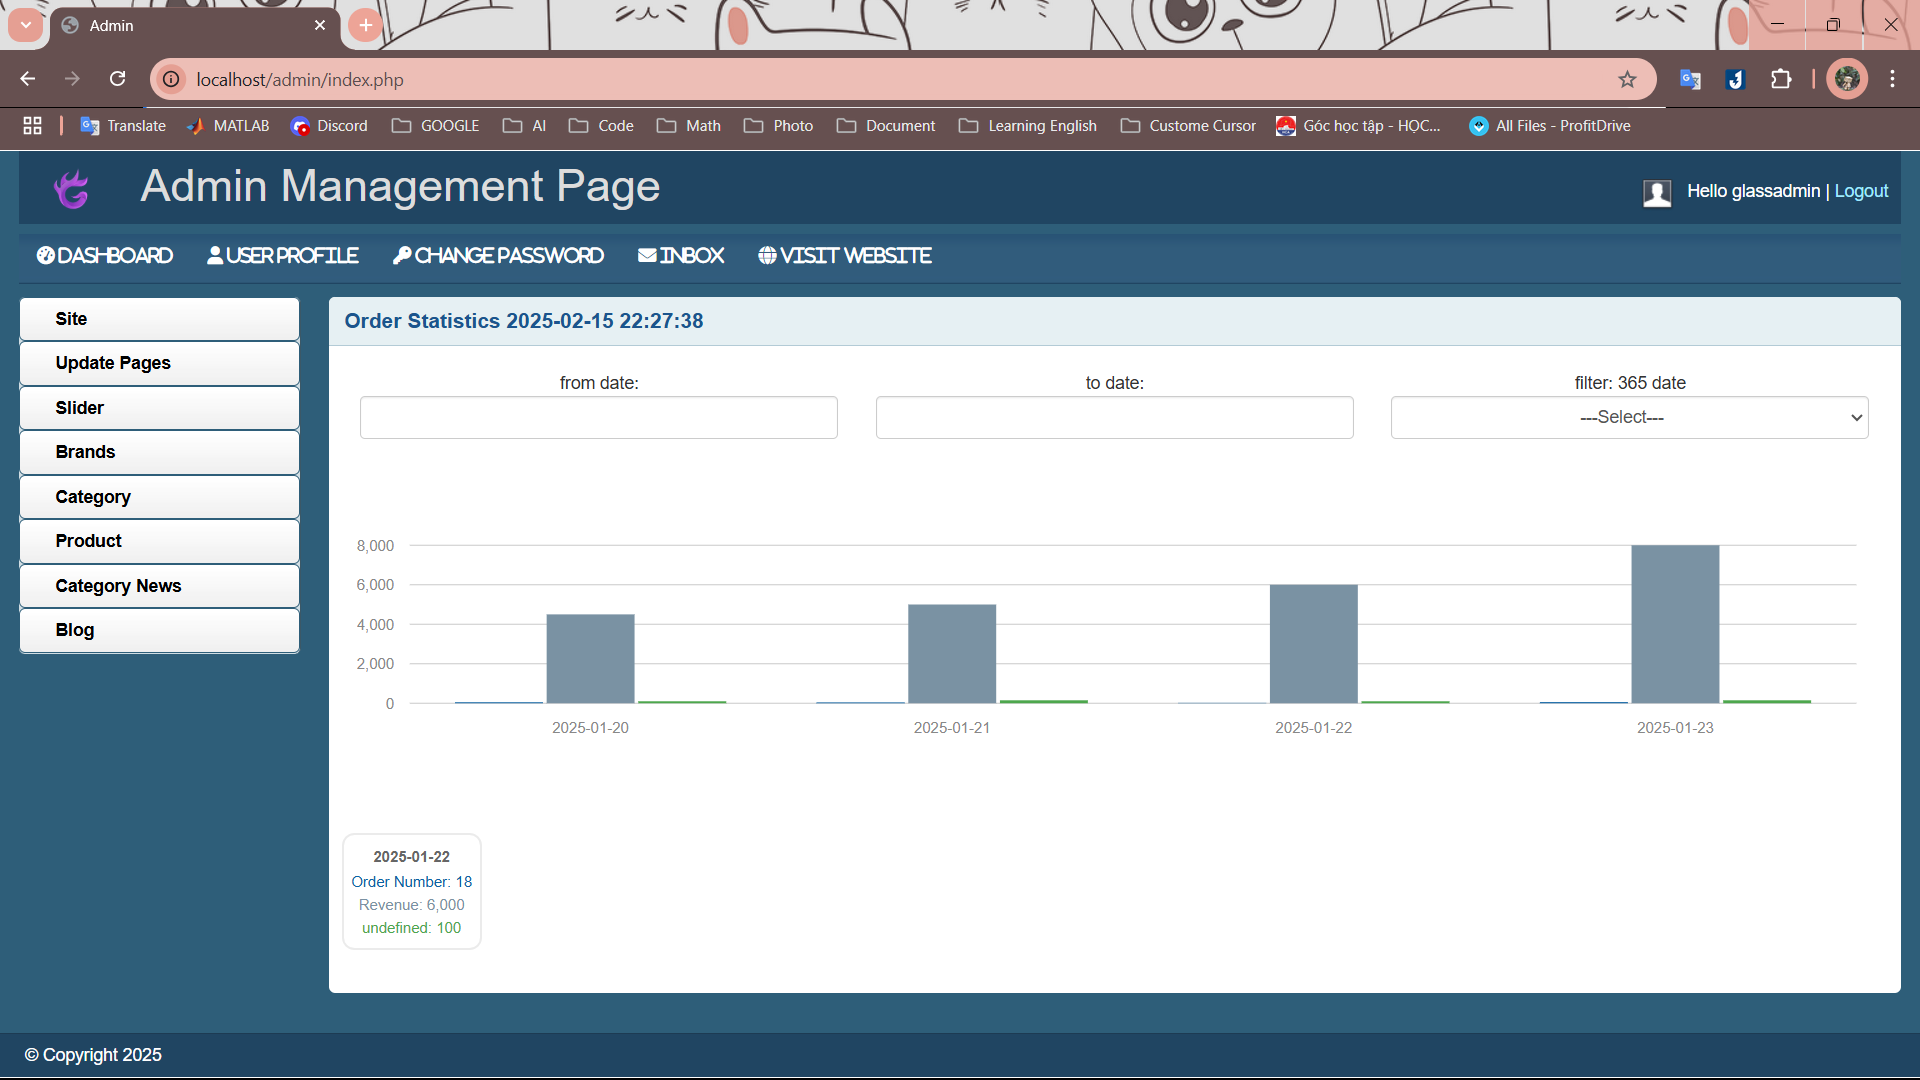 Admin
localhost/admin/index.php
Translate MATLAB Discord GOOGLE AI Code Math Photo Document Learning English Custome Cursor Góc học tập - HỌC... All Files - ProfitDrive
Admin Management Page
Hello glassadmin | Logout
DASHBOARD USER PROFILE CHANGE PASSWORD INBOX VISIT WEBSITE
Site
Update Pages
Slider
Brands
Category
Product
Category News
Blog
Order Statistics 2025-02-15 22:27:38
from date: to date: filter: 365 date
---Select---
8,000
6,000
4,000
2,000
0
2025-01-20 2025-01-21 2025-01-22 2025-01-23
2025-01-22
Order Number: 18
Revenue: 6,000
undefined: 100
© Copyright 2025